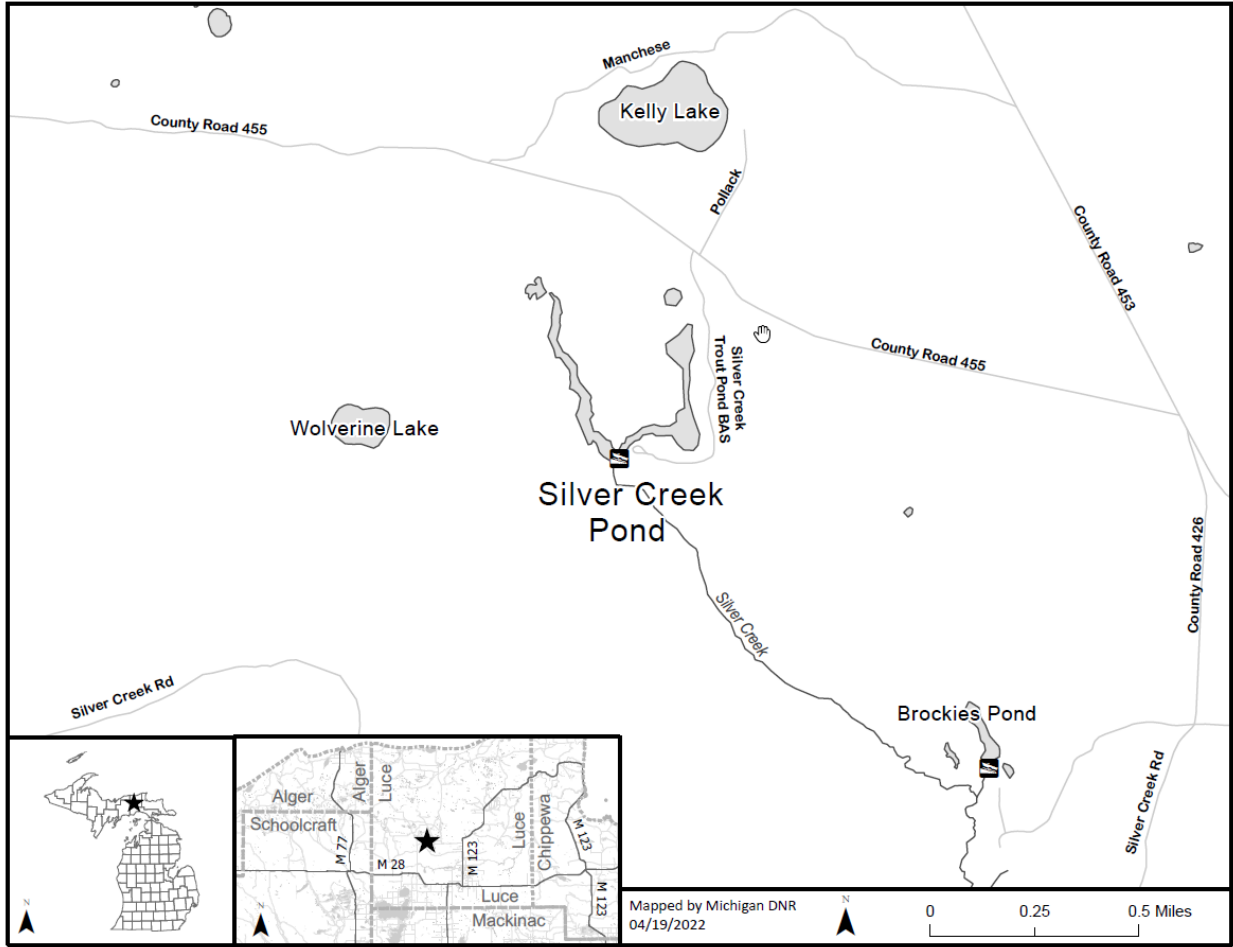 Manchese
Kelly Lake
County Road 455
Pollack
County Road 453
Silver Creek
Trout Pond BAS
County Road 455
Wolverine Lake
Silver Creek
Pond
County Road 426
Silver Creek
Silver Creek Rd
Brockies Pond
Silver Creek Rd
N
Alger
Schoolcraft
Alger
Luce
M 77
M 28
M 123
Luce
Chippewa
M 123
M 123
Luce
Mackinac
N
Mapped by Michigan DNR
04/19/2022
N
0 0.25 0.5 Miles